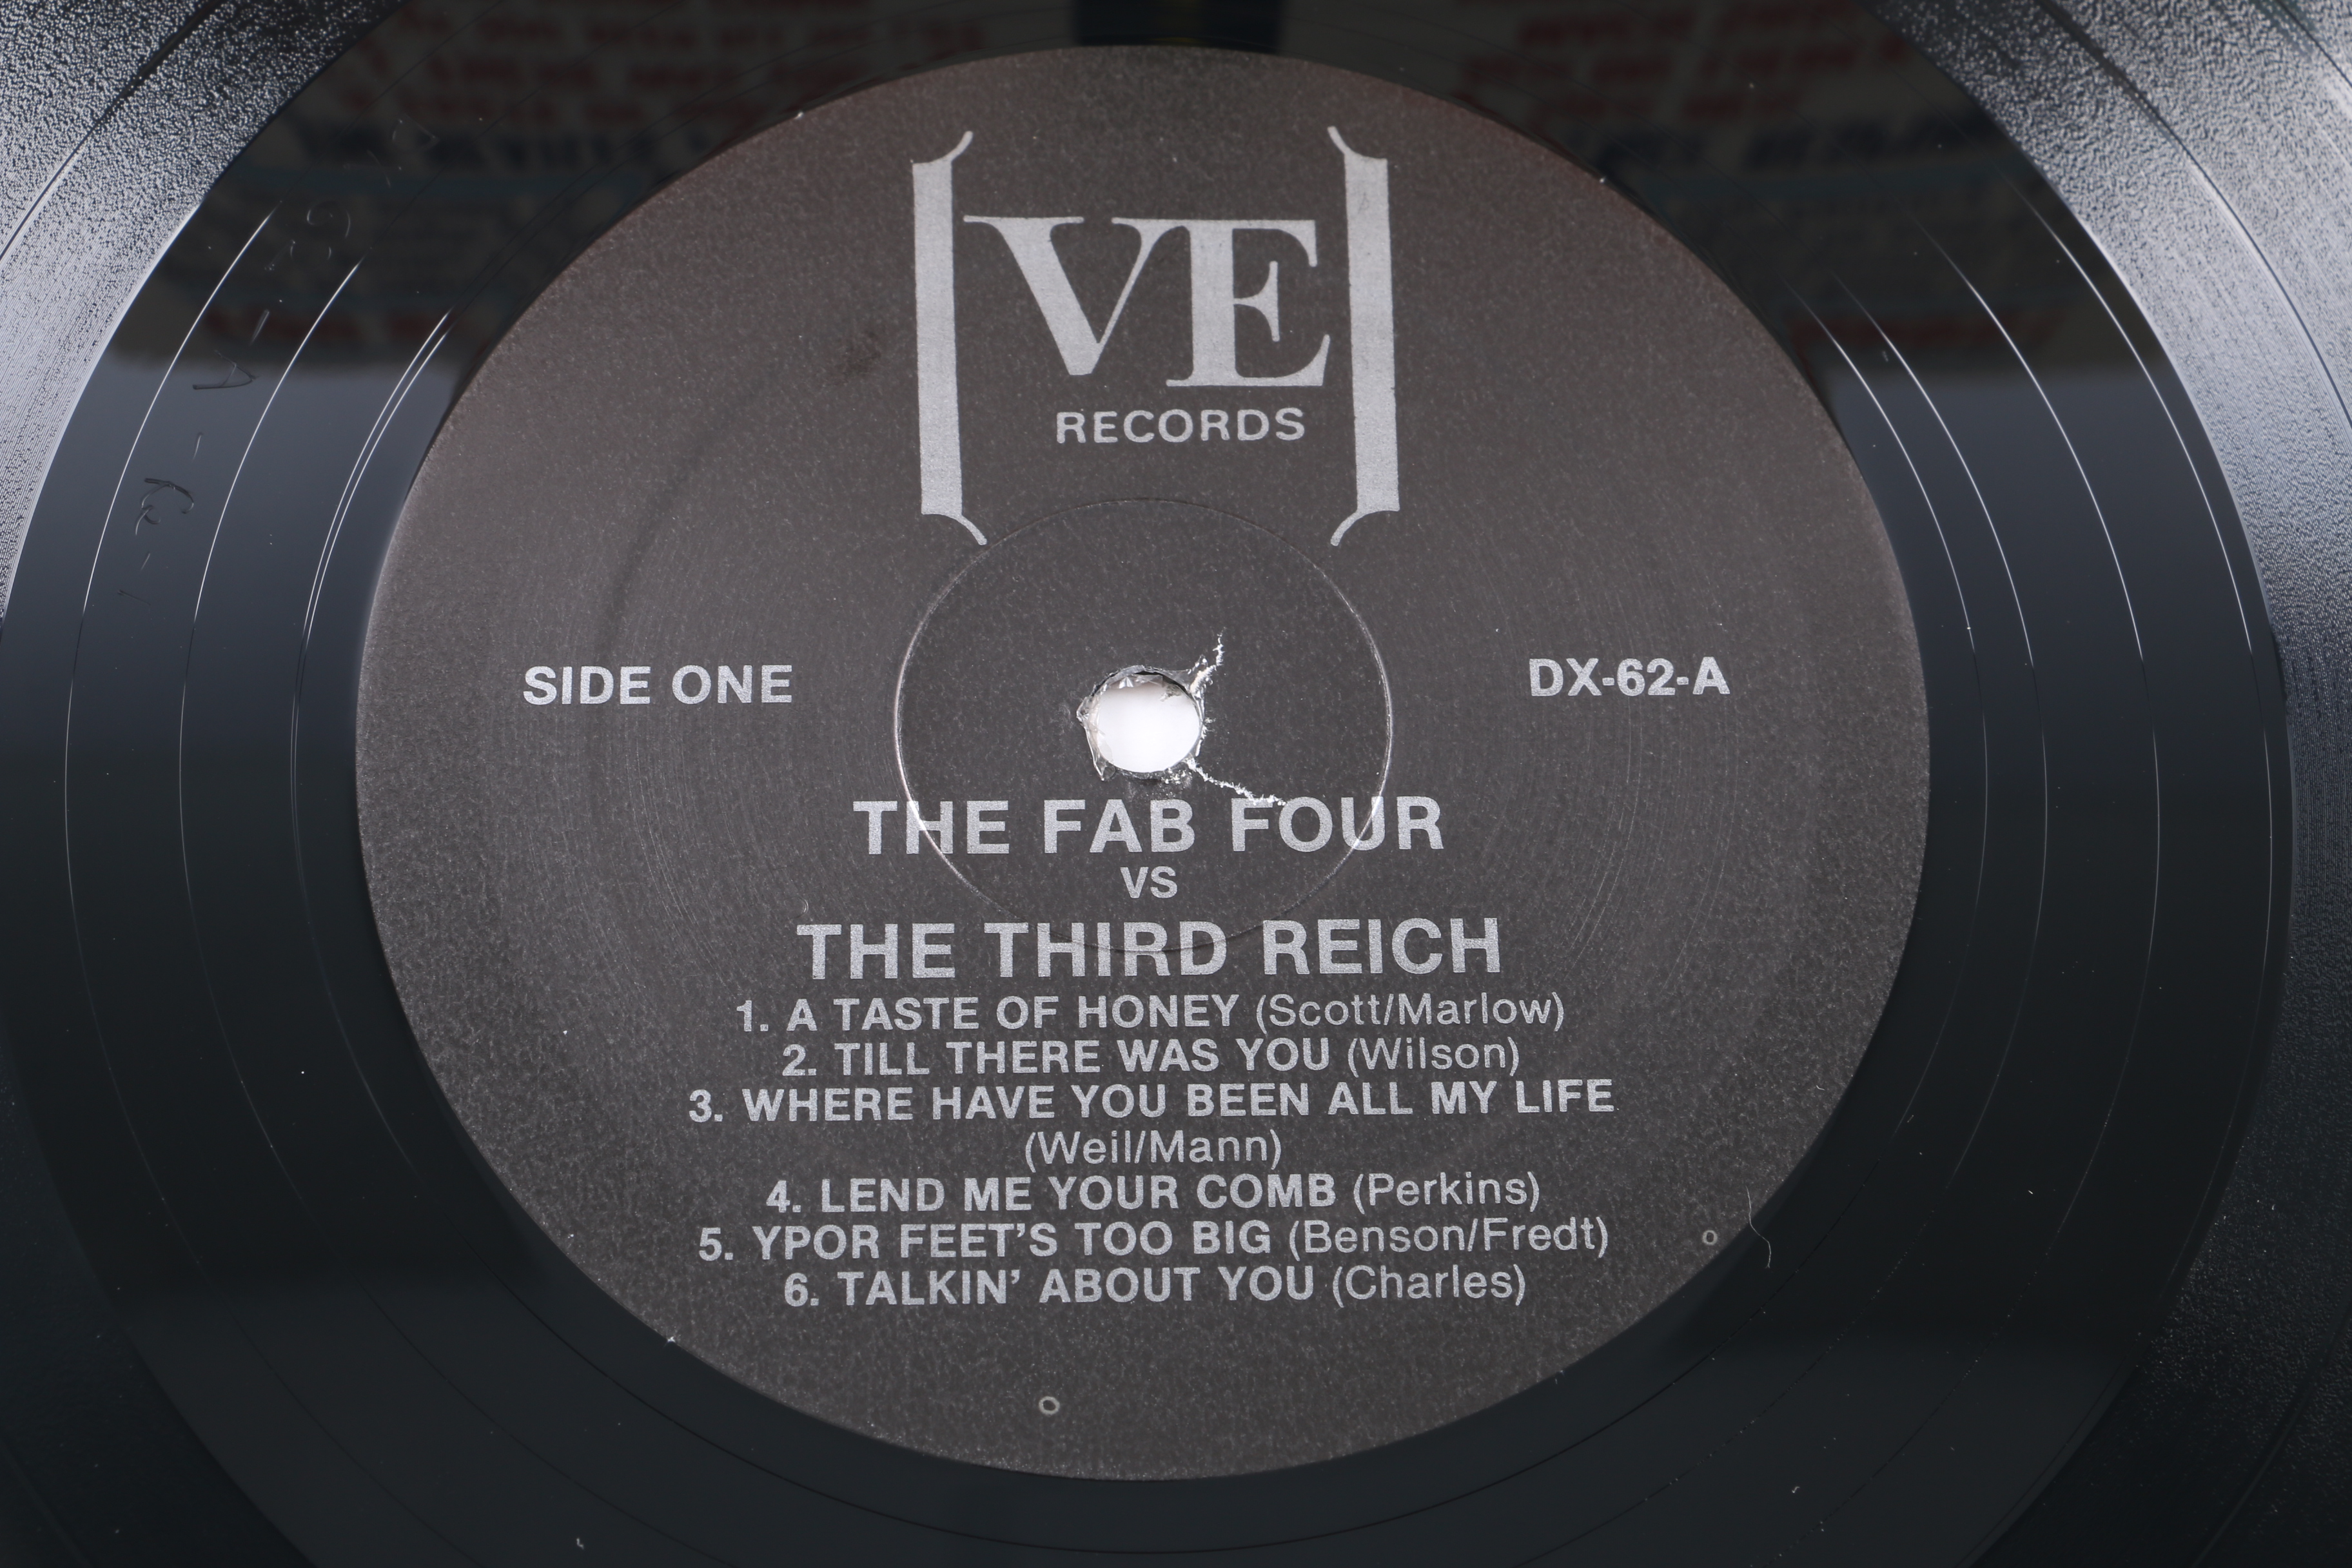 VE
RECORDS
SIDE ONE
DX-62-A
THE FAB FOUR
VS
THE THIRD REICH
1. A TASTE OF HONEY (Scott/Marlow)
2. TILL THERE WAS YOU (Wilson)
3. WHERE HAVE YOU BEEN ALL MY LIFE
(Weil/Mann)
4. LEND ME YOUR COMB (Perkins)
5. YPOR FEET'S TOO BIG (Benson/Fredt)
6. TALKIN' ABOUT YOU (Charles)